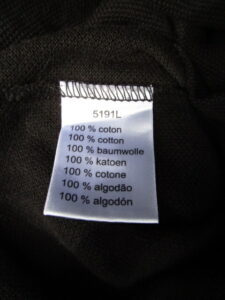 5191L
100 % coton
100 % cotton
100 % baumwolle
100 % katoen
100 % cotone
100 % algodão
100 % algodón